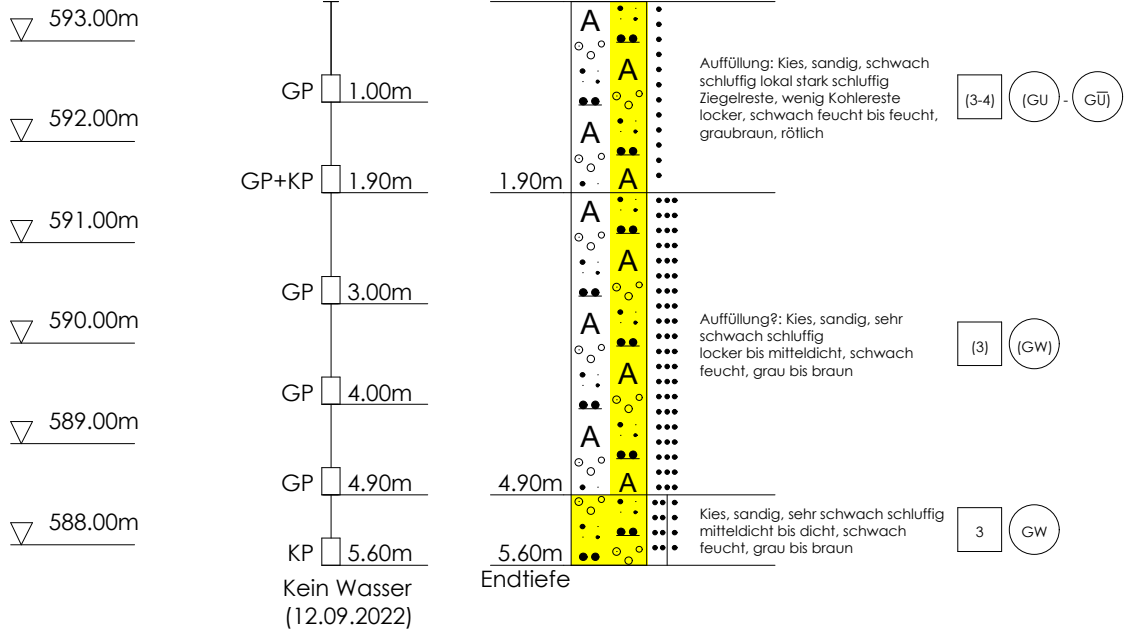 593.00m
592.00m
591.00m
590.00m
589.00m
588.00m
GP 1.00m
GP+KP 1.90m
GP 3.00m
GP 4.00m
GP 4.90m
KP 5.60m
Kein Wasser
(12.09.2022)
1.90m
4.90m
5.60m
Endtiefe
A
A
A
A
A
A
A
A
A
A
Auffüllung: Kies, sandig, schwach
schluffig lokal stark schluffig
Ziegelreste, wenig Kohlereste
locker, schwach feucht bis feucht,
graubraun, rötlich
(3-4) (GU - GŪ)
Auffüllung?: Kies, sandig, sehr
schwach schluffig
locker bis mitteldicht, schwach
feucht, grau bis braun
(3) (GW)
Kies, sandig, sehr schwach schluffig
mitteldicht bis dicht, schwach
feucht, grau bis braun
3 GW